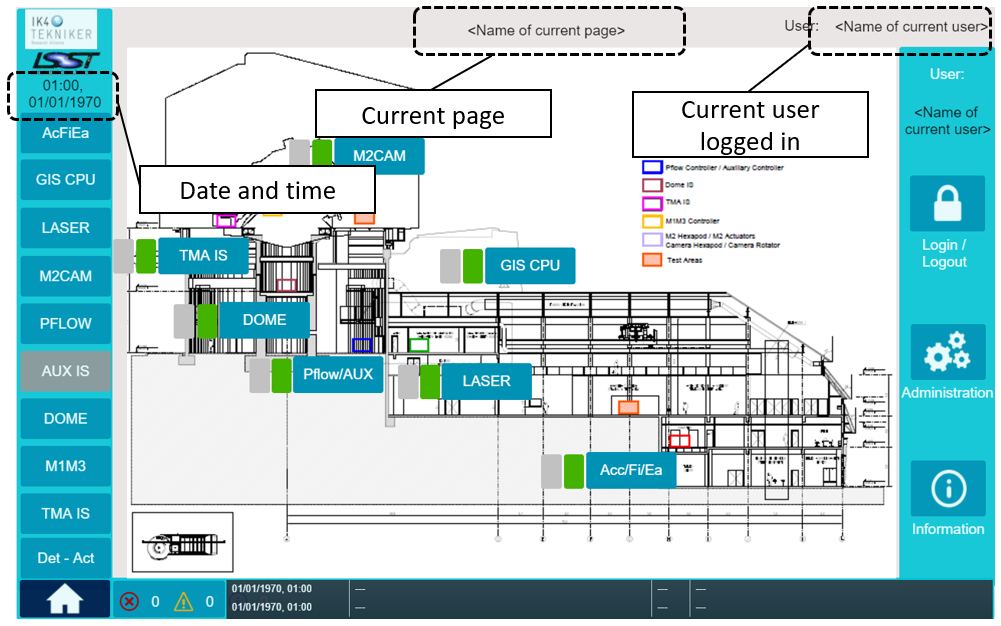 IK4
TEKNIKER
Research Alliance
LSST
01:00,
01/01/1970
<Name of current page>
User:
<Name of current user>
Current page
Current user
logged in
Date and time
AcFiEa
GIS CPU
LASER
M2CAM
PFLOW
AUX IS
DOME
M1M3
TMA IS
Det - Act
M2CAM
TMA IS
GIS CPU
DOME
Pflow/AUX
LASER
Acc/Fi/Ea
Pflow Controller / Auxiliary Controller
Dome IS
TMA IS
M1M3 Controller
M2 Hexapod / M2 Actuators
Camera Hexapod / Camera Rotator
Test Areas
User:
<Name of
current user>
Login /
Logout
Administration
Information
0
0
01/01/1970, 01:00
---
---
---
01/01/1970, 01:00
---
---
---